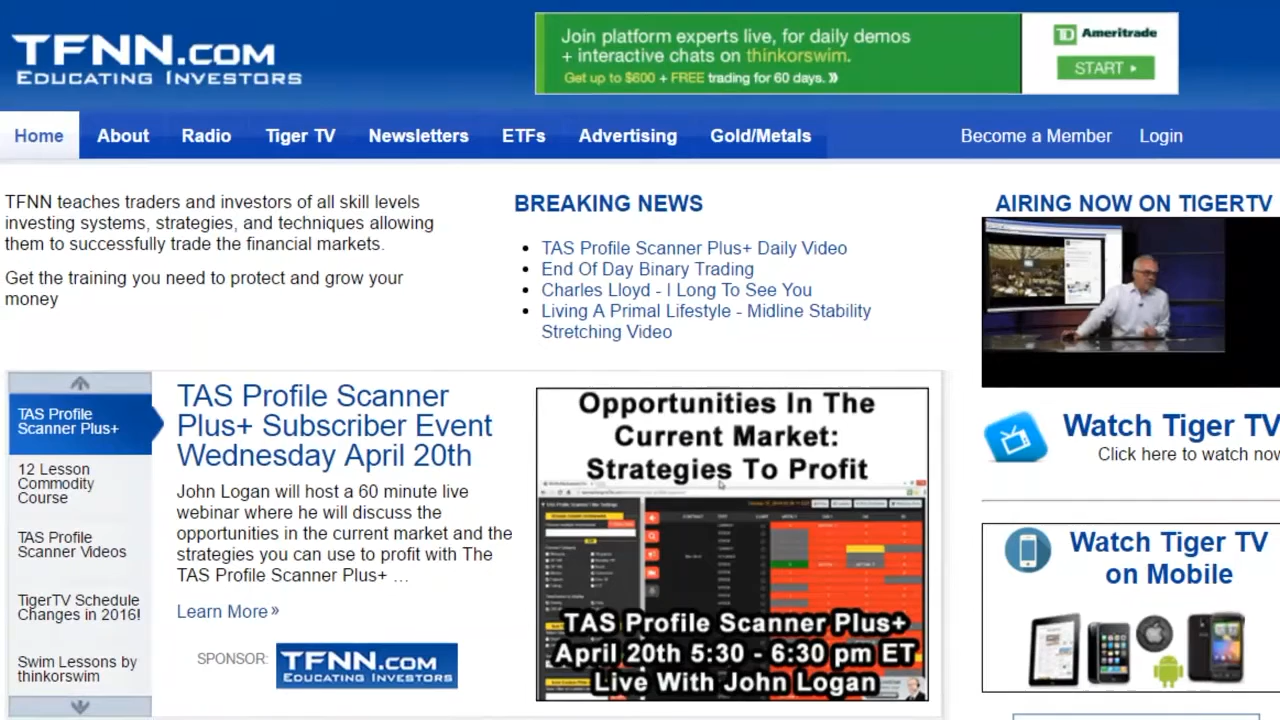 TFNN.COM
EDUCATING INVESTORS
Join platform experts live, for daily demos
+ interactive chats on thinkorswim.
Get up to $600 + FREE trading for 60 days. »
TD Ameritrade
START
Home
About
Radio
Tiger TV
Newsletters
ETFs
Advertising
Gold/Metals
Become a Member
Login
TFNN teaches traders and investors of all skill levels
investing systems, strategies, and techniques allowing
them to successfully trade the financial markets.
Get the training you need to protect and grow your
money
BREAKING NEWS
TAS Profile Scanner Plus+ Daily Video
End Of Day Binary Trading
Charles Lloyd - I Long To See You
Living A Primal Lifestyle - Midline Stability
Stretching Video
AIRING NOW ON TIGERTV
TAS Profile
Scanner Plus+
12 Lesson
Commodity
Course
TAS Profile
Scanner Videos
TigerTV Schedule
Changes in 2016!
Swim Lessons by
thinkorswim
TAS Profile Scanner
Plus+ Subscriber Event
Wednesday April 20th
John Logan will host a 60 minute live
webinar where he will discuss the
opportunities in the current market and the
strategies you can use to profit with The
TAS Profile Scanner Plus+ …
Learn More »
SPONSOR:
TFNN.COM
EDUCATING INVESTORS
Opportunities In The
Current Market:
Strategies To Profit
TAS Profile Scanner Plus+
April 20th 5:30 - 6:30 pm ET
Live With John Logan
Watch Tiger TV
Click here to watch now
Watch Tiger TV
on Mobile